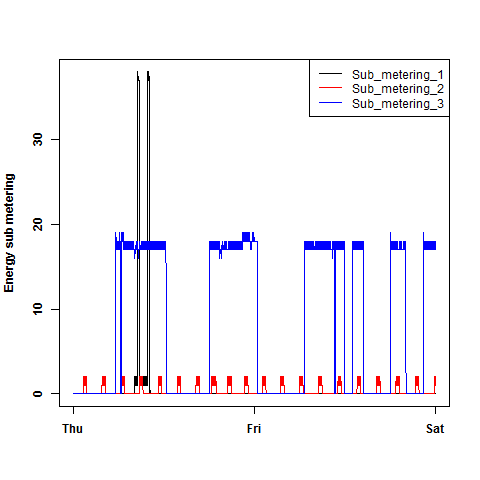 Sub_metering_1
Sub_metering_2
Sub_metering_3
Energy sub metering
30
20
10
0
Thu Fri Sat